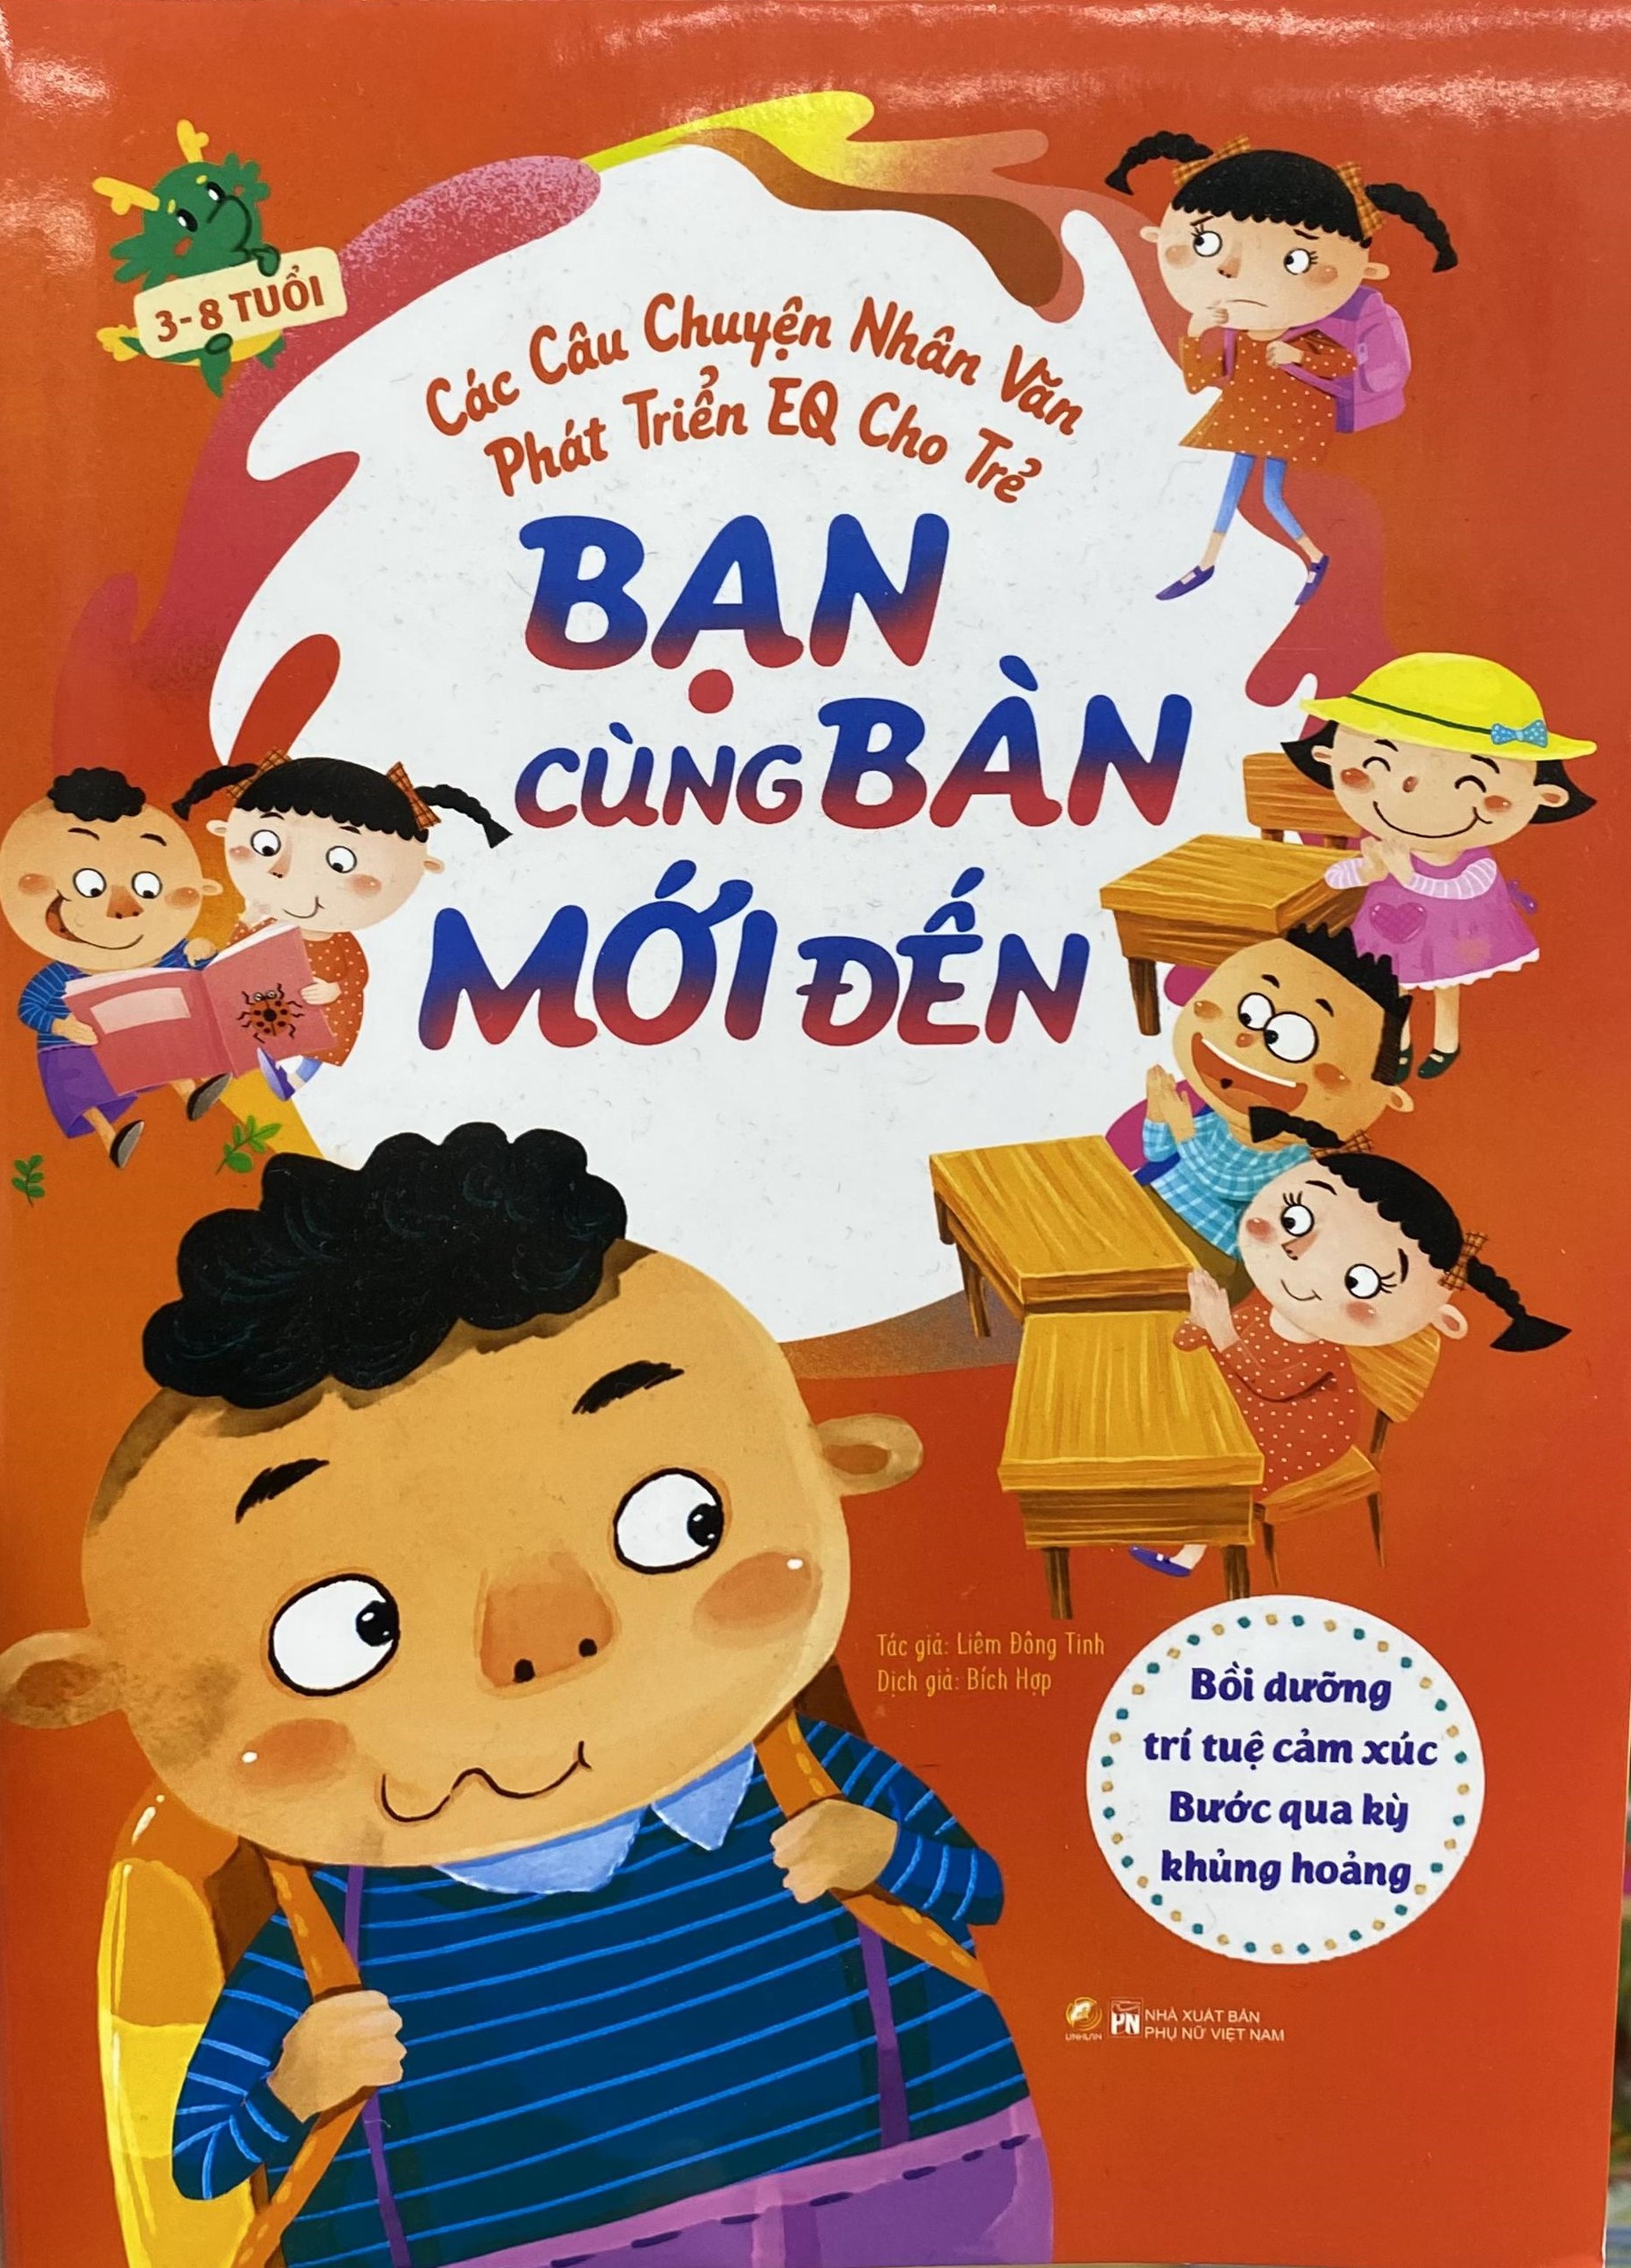 3-8 TUỔI
Các Câu Chuyện Nhân Văn
Phát Triển EQ Cho Trẻ
BẠN
CÙNG BÀN
MỚI ĐẾN
Tác giả: Liêm Đông Tinh
Dịch giả: Bích Hợp
Bồi dưỡng
trí tuệ cảm xúc
Bước qua kỳ
khủng hoảng
LINHLAN
PN
NHÀ XUẤT BẢN
PHỤ NỮ VIỆT NAM